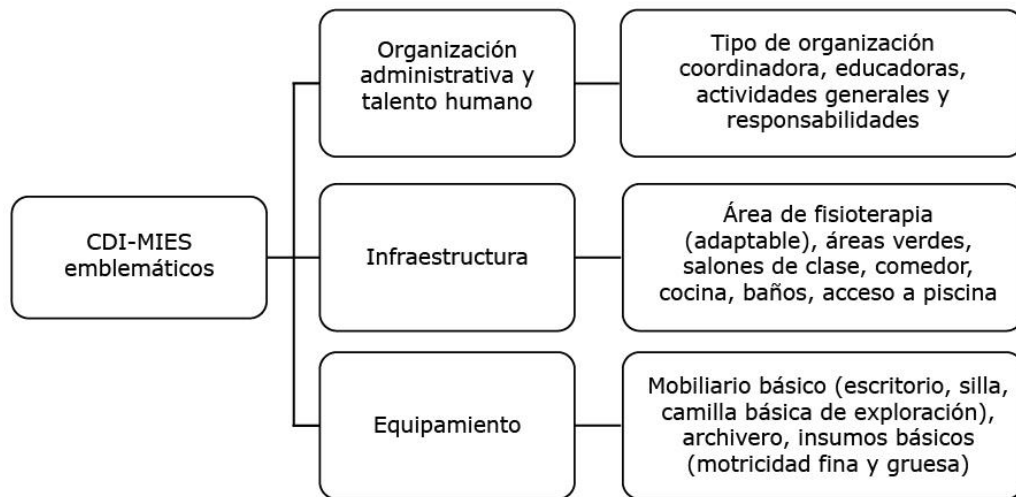 CDI-MIES
emblemáticos
Organización
administrativa y
talento humano
Tipo de organización
coordinadora, educadoras,
actividades generales y
responsabilidades
Infraestructura
Área de fisioterapia
(adaptable), áreas verdes,
salones de clase, comedor,
cocina, baños, acceso a piscina
Equipamiento
Mobiliario básico (escritorio, silla,
camilla básica de exploración),
archivero, insumos básicos
(motricidad fina y gruesa)